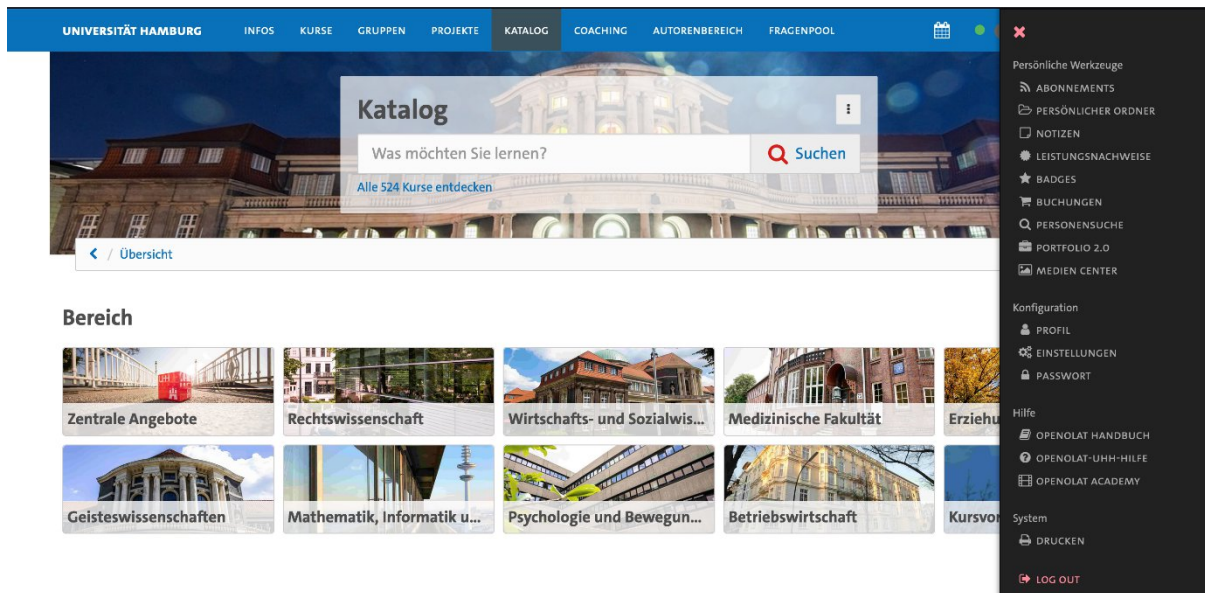 UNIVERSITÄT HAMBURG INFOS KURSE GRUPPEN PROJEKTE KATALOG COACHING AUTORENBEREICH FRAGENPOOL
Katalog
Was möchten Sie lernen? Suchen
Alle 524 Kurse entdecken
/ Übersicht
Bereich
Zentrale Angebote Rechtswissenschaft Wirtschafts- und Sozialwis... Medizinische Fakultät Erziehu
Geisteswissenschaften Mathematik, Informatik u... Psychologie und Bewegun... Betriebswirtschaft Kursvor
Persönliche Werkzeuge
ABONNEMENTS
PERSÖNLICHER ORDNER
NOTIZEN
LEISTUNGSNACHWEISE
BADGES
BUCHUNGEN
PERSONENSUCHE
PORTFOLIO 2.0
MEDIEN CENTER
Konfiguration
PROFIL
EINSTELLUNGEN
PASSWORT
Hilfe
OPENOLAT HANDBUCH
OPENOLAT-UHH-HILFE
OPENOLAT ACADEMY
System
DRUCKEN
LOG OUT